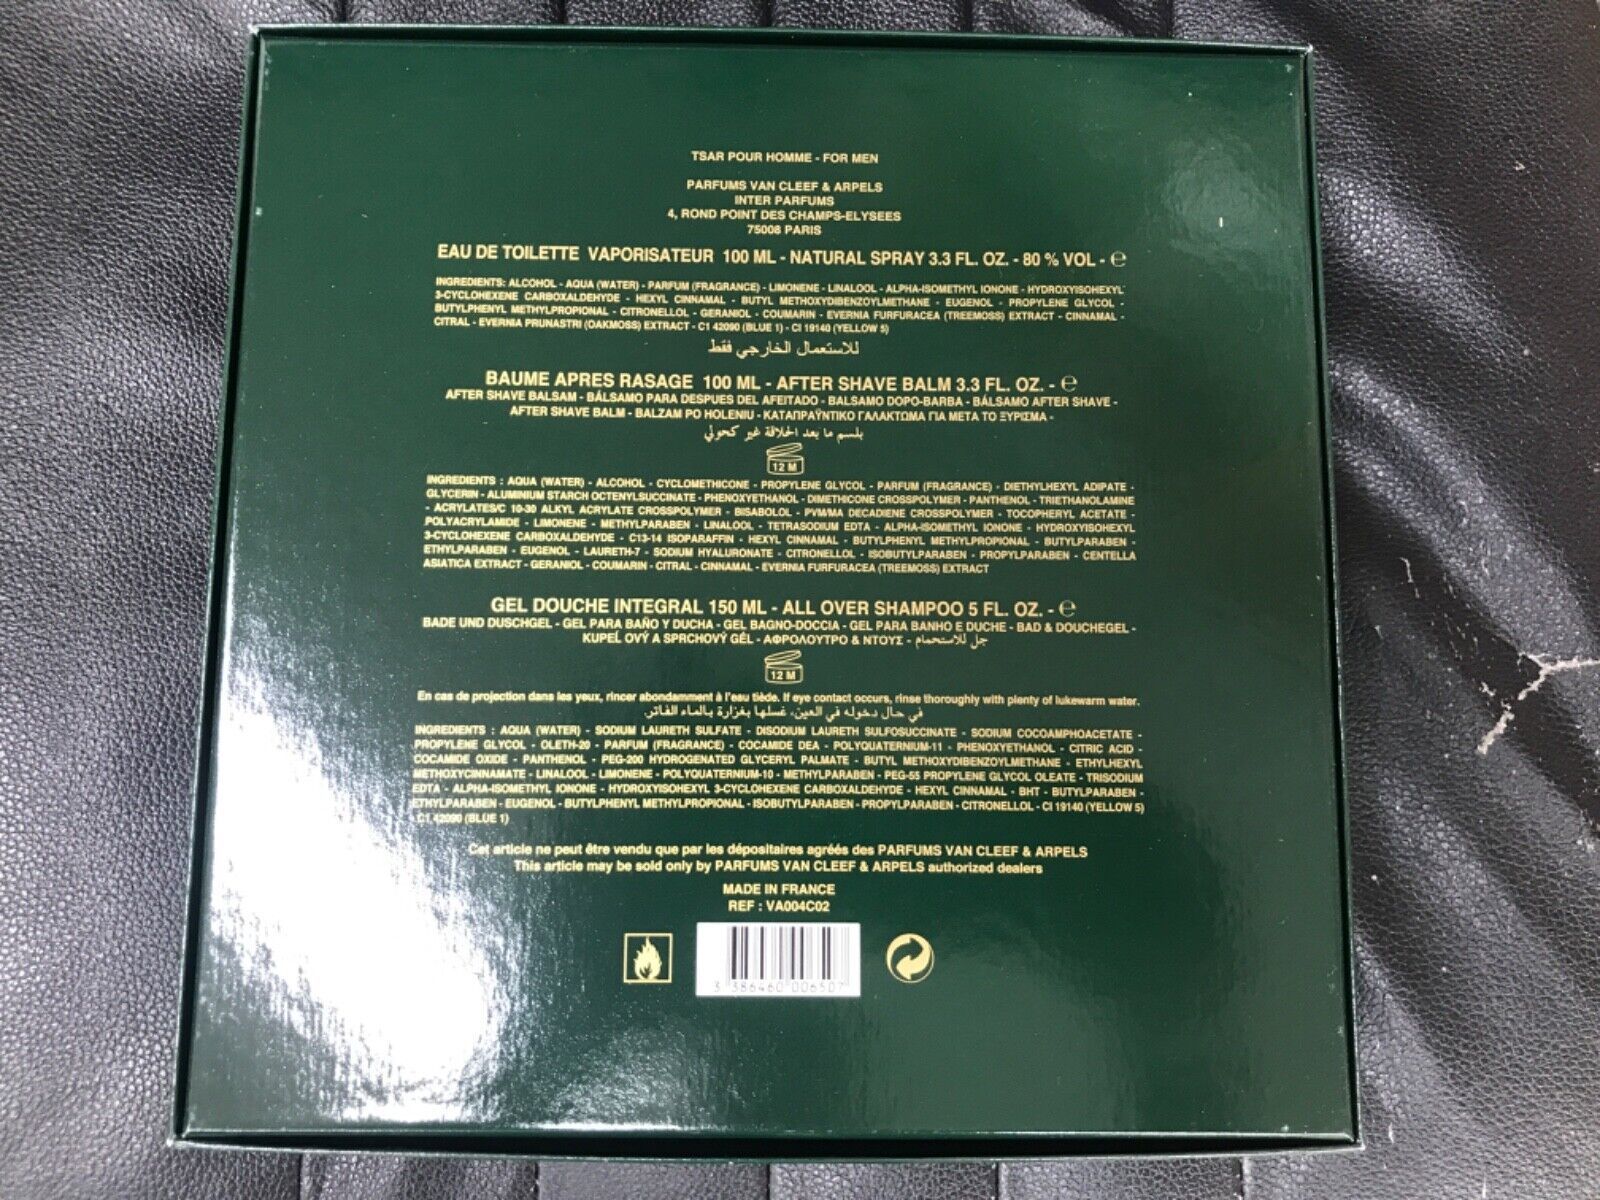 TSAR POUR HOMME - FOR MEN
PARFUMS VAN CLEEF & ARPELS
INTER PARFUMS
4, ROND POINT DES CHAMPS-ELYSEES
75008 PARIS
EAU DE TOILETTE VAPORISATEUR 100 ML - NATURAL SPRAY 3.3 FL. OZ. - 80 % VOL - ℮
INGREDIENTS: ALCOHOL - AQUA (WATER) - PARFUM (FRAGRANCE) - LIMONENE - LINALOOL - ALPHA-ISOMETHYL IONONE - HYDROXYISOHEXYL
3-CYCLOHEXENE CARBOXALDEHYDE - HEXYL CINNAMAL - BUTYL METHOXYDIBENZOYLMETHANE - EUGENOL - PROPYLENE GLYCOL -
BUTYLPHENYL METHYLPROPIONAL - CITRONELLOL - GERANIOL - COUMARIN - EVERNIA FURFURACEA (TREEMOSS) EXTRACT - CINNAMAL -
CITRAL - EVERNIA PRUNASTRI (OAKMOSS) EXTRACT - C1 42090 (BLUE 1) - CI 19140 (YELLOW 5)
للاستعمال الخارجي فقط
BAUME APRES RASAGE 100 ML - AFTER SHAVE BALM 3.3 FL. OZ. - ℮
AFTER SHAVE BALSAM - BÁLSAMO PARA DESPUES DEL AFEITADO - BALSAMO DOPO-BARBA - BÁLSAMO AFTER SHAVE -
AFTER SHAVE BALM - BALZAM PO HOLENIU - ΚΑΤΑΠΡΑΫΝΤΙΚΟ ΓΑΛΑΚΤΩΜΑ ΓΙΑ ΜΕΤΑ ΤΟ ΞΥΡΙΣΜΑ -
بلسم ما بعد الحلاقة غير كحولي
12 M
INGREDIENTS : AQUA (WATER) - ALCOHOL - CYCLOMETHICONE - PROPYLENE GLYCOL - PARFUM (FRAGRANCE) - DIETHYLHEXYL ADIPATE -
GLYCERIN - ALUMINIUM STARCH OCTENYLSUCCINATE - PHENOXYETHANOL - DIMETHICONE CROSSPOLYMER - PANTHENOL - TRIETHANOLAMINE
- ACRYLATES/C 10-30 ALKYL ACRYLATE CROSSPOLYMER - BISABOLOL - PVM/MA DECADIENE CROSSPOLYMER - TOCOPHERYL ACETATE -
POLYACRYLAMIDE - LIMONENE - METHYLPARABEN - LINALOOL - TETRASODIUM EDTA - ALPHA-ISOMETHYL IONONE - HYDROXYISOHEXYL
3-CYCLOHEXENE CARBOXALDEHYDE - C13-14 ISOPARAFFIN - HEXYL CINNAMAL - BUTYLPHENYL METHYLPROPIONAL - BUTYLPARABEN -
ETHYLPARABEN - EUGENOL - LAURETH-7 - SODIUM HYALURONATE - CITRONELLOL - ISOBUTYLPARABEN - PROPYLPARABEN - CENTELLA
ASIATICA EXTRACT - GERANIOL - COUMARIN - CITRAL - CINNAMAL - EVERNIA FURFURACEA (TREEMOSS) EXTRACT
GEL DOUCHE INTEGRAL 150 ML - ALL OVER SHAMPOO 5 FL. OZ. - ℮
BADE UND DUSCHGEL - GEL PARA BAÑO Y DUCHA - GEL BAGNO-DOCCIA - GEL PARA BANHO E DUCHE - BAD & DOUCHEGEL -
KUPEĽOVÝ A SPRCHOVÝ GÉL - ΑΦΡΟΛΟΥΤΡΟ & ΝΤΟΥΣ - جل للاستحمام
12 M
En cas de projection dans les yeux, rincer abondamment à l'eau tiède. If eye contact occurs, rinse thoroughly with plenty of lukewarm water.
في حال دخوله في العين، غسلها بغزارة بالماء الفاتر.
INGREDIENTS : AQUA (WATER) - SODIUM LAURETH SULFATE - DISODIUM LAURETH SULFOSUCCINATE - SODIUM COCOAMPHOACETATE -
PROPYLENE GLYCOL - OLETH-20 - PARFUM (FRAGRANCE) - COCAMIDE DEA - POLYQUATERNIUM-11 - PHENOXYETHANOL - CITRIC ACID -
COCAMIDE OXIDE - PANTHENOL - PEG-200 HYDROGENATED GLYCERYL PALMATE - BUTYL METHOXYDIBENZOYLMETHANE - ETHYLHEXYL
METHOXYCINNAMATE - LINALOOL - LIMONENE - POLYQUATERNIUM-10 - METHYLPARABEN - PEG-55 PROPYLENE GLYCOL OLEATE - TRISODIUM
EDTA - ALPHA-ISOMETHYL IONONE - HYDROXYISOHEXYL 3-CYCLOHEXENE CARBOXALDEHYDE - HEXYL CINNAMAL - BHT - BUTYLPARABEN -
ETHYLPARABEN - EUGENOL - BUTYLPHENYL METHYLPROPIONAL - ISOBUTYLPARABEN - PROPYLPARABEN - CITRONELLOL - CI 19140 (YELLOW 5)
- C1 42090 (BLUE 1)
Cet article ne peut être vendu que par les dépositaires agréés des PARFUMS VAN CLEEF & ARPELS
This article may be sold only by PARFUMS VAN CLEEF & ARPELS authorized dealers
MADE IN FRANCE
REF : VA004C02
3 386460 006507